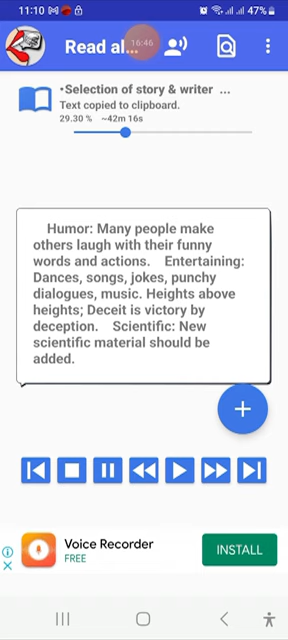 11:10 47%
Read al... 16:46
•Selection of story & writer ...
Text copied to clipboard.
29.30 % ~42m 16s
Humor: Many people make
others laugh with their funny
words and actions. Entertaining:
Dances, songs, jokes, punchy
dialogues, music. Heights above
heights; Deceit is victory by
deception. Scientific: New
scientific material should be
added.
Voice Recorder
FREE
INSTALL